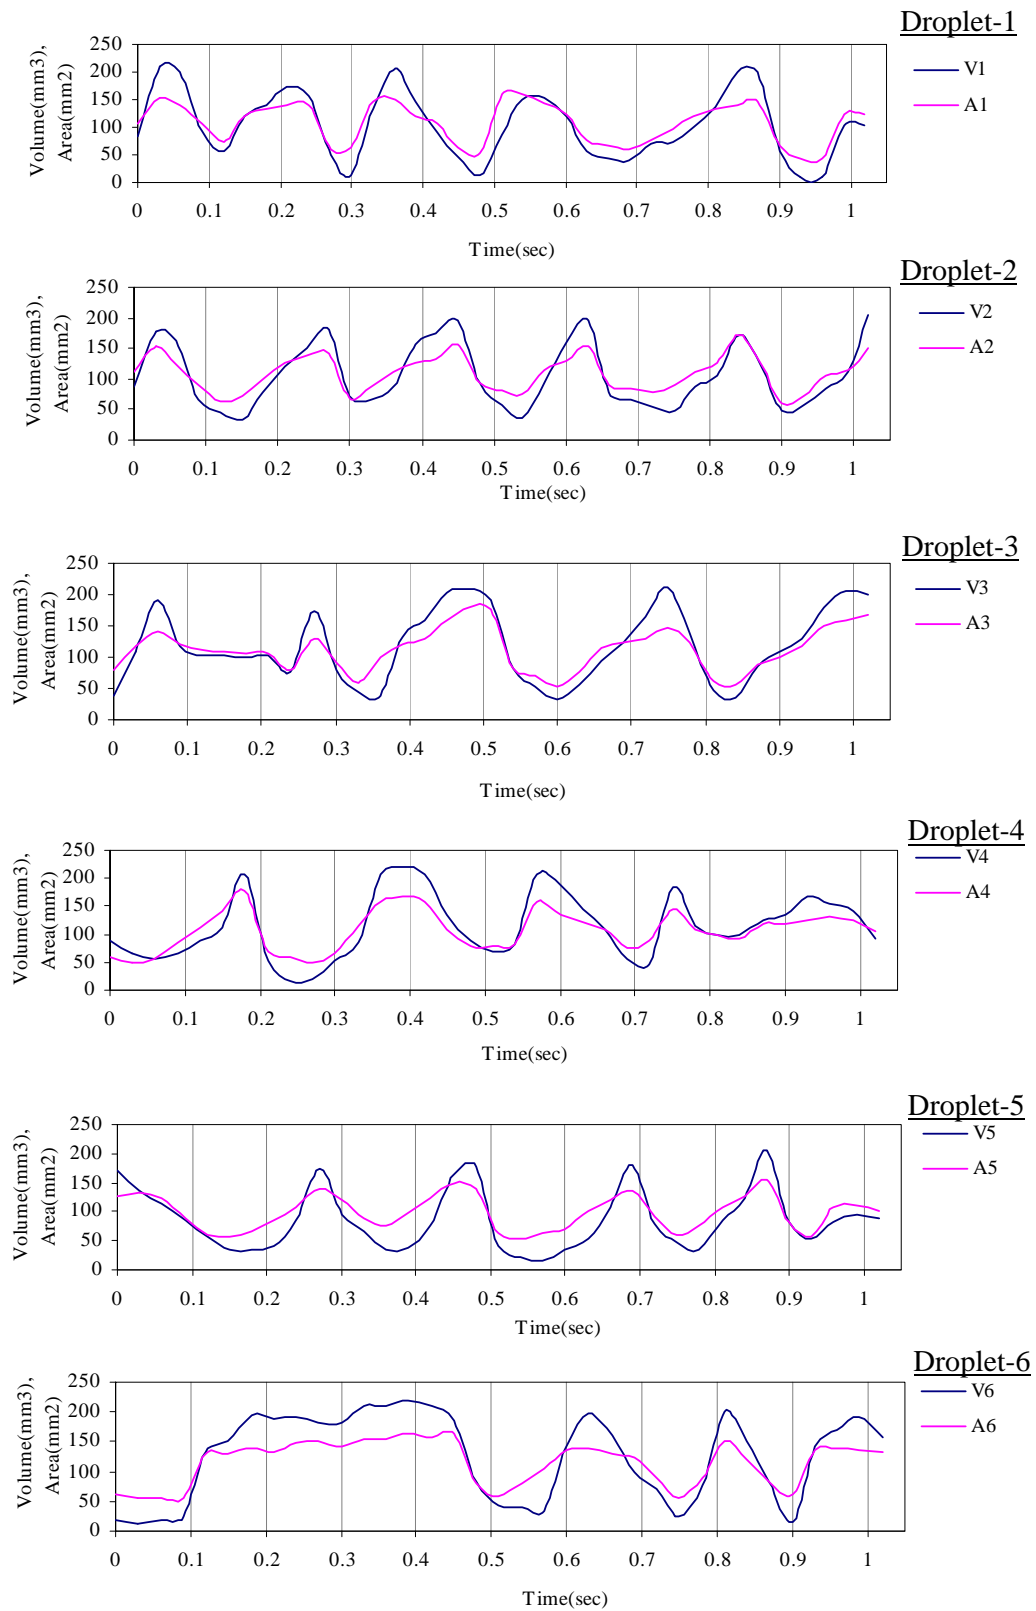 Droplet-1
Volume(mm3),
Area(mm2)
250
200
150
100
50
0
0 0.1 0.2 0.3 0.4 0.5 0.6 0.7 0.8 0.9 1
Time(sec)
V1
A1
Droplet-2
Volume(mm3),
Area(mm2)
250
200
150
100
50
0
0 0.1 0.2 0.3 0.4 0.5 0.6 0.7 0.8 0.9 1
Time(sec)
V2
A2
Droplet-3
Volume(mm3),
Area(mm2)
250
200
150
100
50
0
0 0.1 0.2 0.3 0.4 0.5 0.6 0.7 0.8 0.9 1
Time(sec)
V3
A3
Droplet-4
Volume(mm3),
Area(mm2)
250
200
150
100
50
0
0 0.1 0.2 0.3 0.4 0.5 0.6 0.7 0.8 0.9 1
Time(sec)
V4
A4
Droplet-5
Volume(mm3),
Area(mm2)
250
200
150
100
50
0
0 0.1 0.2 0.3 0.4 0.5 0.6 0.7 0.8 0.9 1
Time(sec)
V5
A5
Droplet-6
Volume(mm3),
Area(mm2)
250
200
150
100
50
0
0 0.1 0.2 0.3 0.4 0.5 0.6 0.7 0.8 0.9 1
Time(sec)
V6
A6